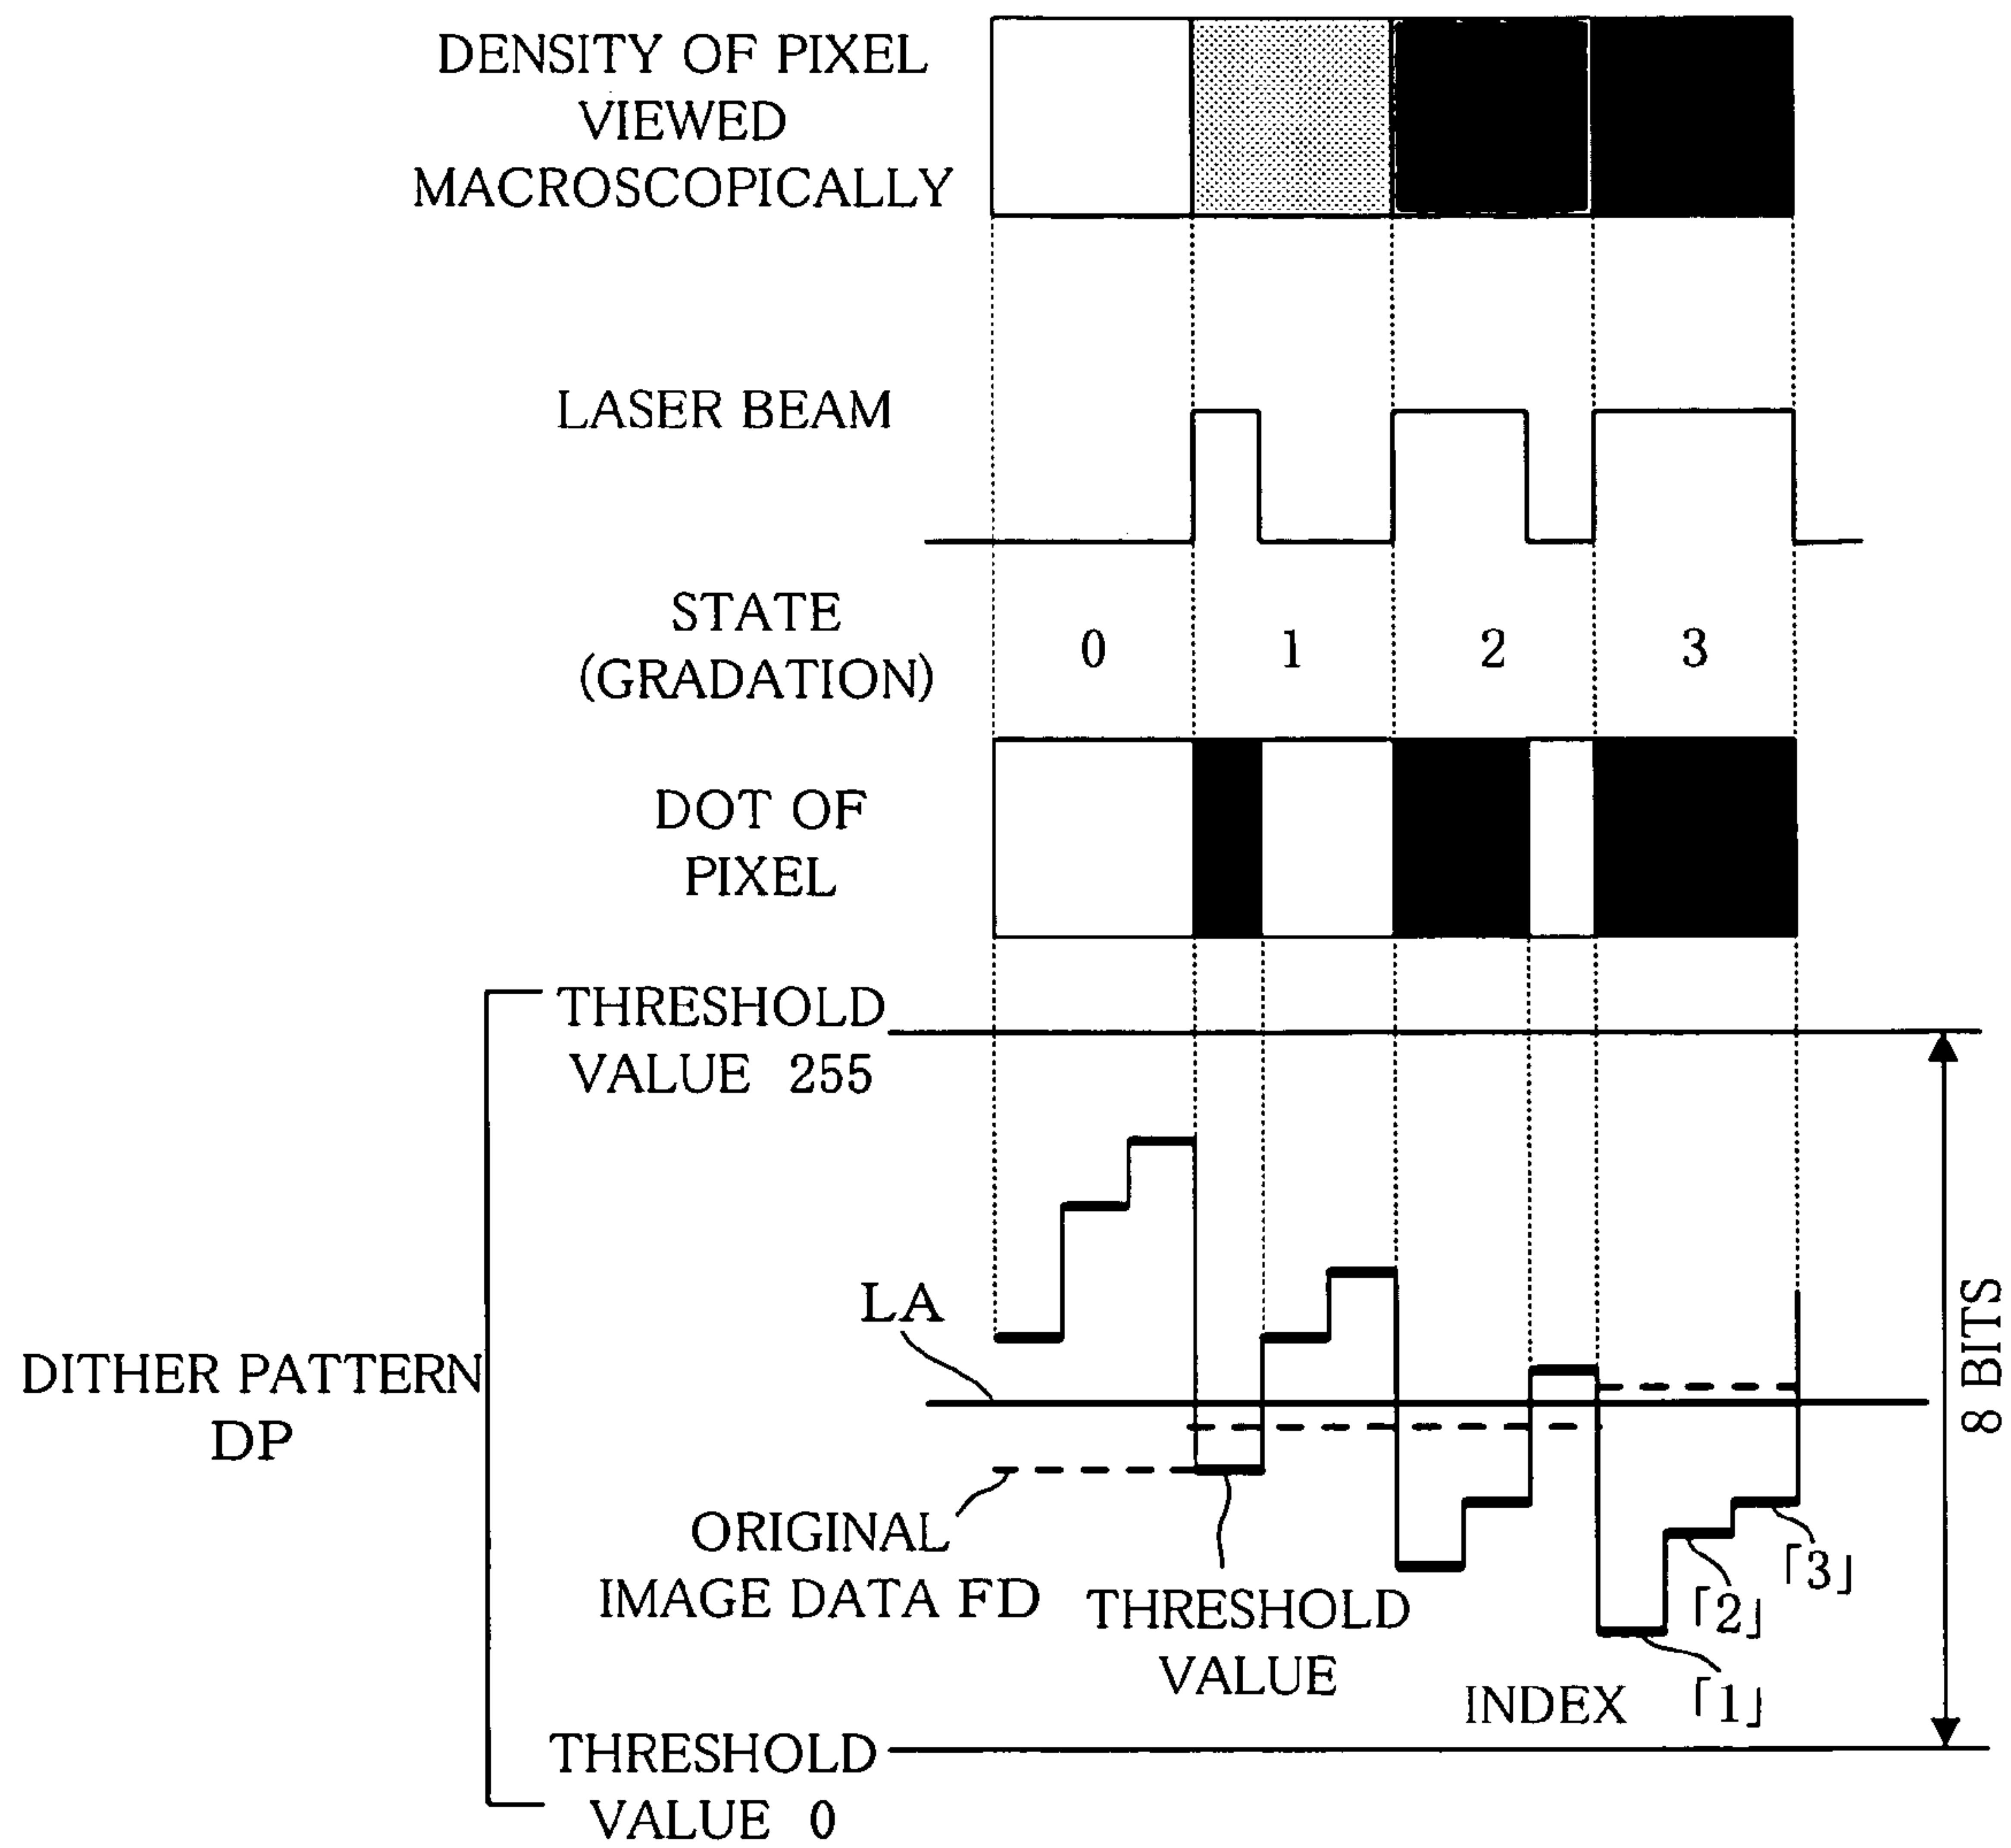 DENSITY OF PIXEL
VIEWED
MACROSCOPICALLY
LASER BEAM
STATE
(GRADATION)
0 1 2 3
DOT OF
PIXEL
THRESHOLD
VALUE 255
LA
DITHER PATTERN
DP
8 BITS
ORIGINAL
IMAGE DATA FD
THRESHOLD
VALUE
INDEX
「1」
「2」
「3」
THRESHOLD
VALUE 0